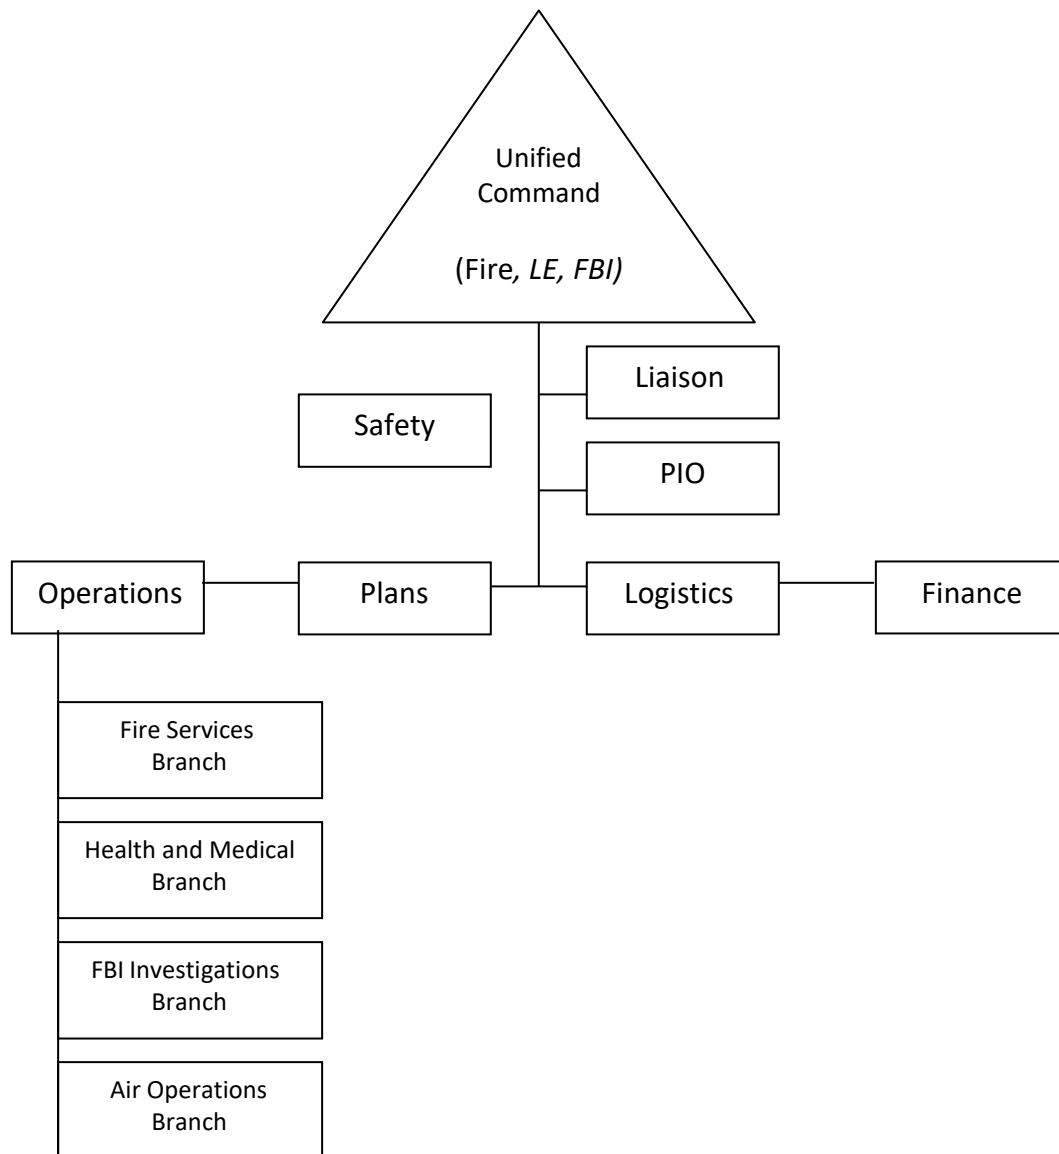 Unified
Command
(Fire, LE, FBI)
Liaison
Safety
PIO
Operations
Plans
Logistics
Finance
Fire Services
Branch
Health and Medical
Branch
FBI Investigations
Branch
Air Operations
Branch